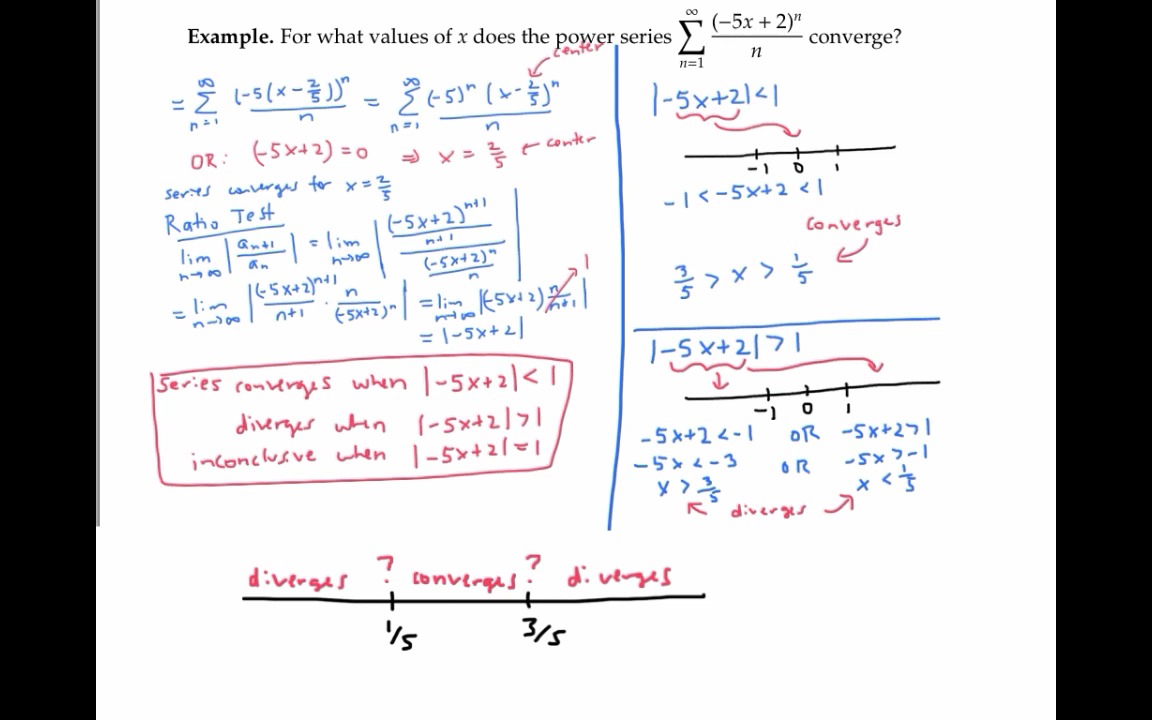 Example. For what values of x does the power series ∑_{n=1}^{∞} (−5x + 2)^n / n converge?
= ∑_{n=1}^{∞} (-5(x - 2/5))^n / n = ∑_{n=1}^{∞} (-5)^n (x - 2/5)^n / n
center
OR: (-5x+2) = 0 ⇒ x = 2/5 ← center
series converges for x = 2/5
Ratio Test
lim_{n→∞} |a_{n+1} / a_n| = lim_{n→∞} | ((-5x+2)^{n+1} / n+1) / ((-5x+2)^n / n) |
= lim_{n→∞} | (-5x+2)^{n+1} / n+1 · n / (-5x+2)^n | = lim_{n→∞} |(-5x+2) n/n+1| 1
= |-5x+2|
Series converges when |-5x+2| < 1
diverges when |-5x+2| > 1
inconclusive when |-5x+2| = 1
|-5x+2| < 1
-1 0 1
-1 < -5x+2 < 1
converges
3/5 > x > 1/5
|-5x+2| > 1
-1 0 1
-5x+2 < -1 OR -5x+2 > 1
-5x < -3 OR -5x > -1
x > 3/5 x < 1/5
diverges
diverges ? converges ? diverges
1/5 3/5